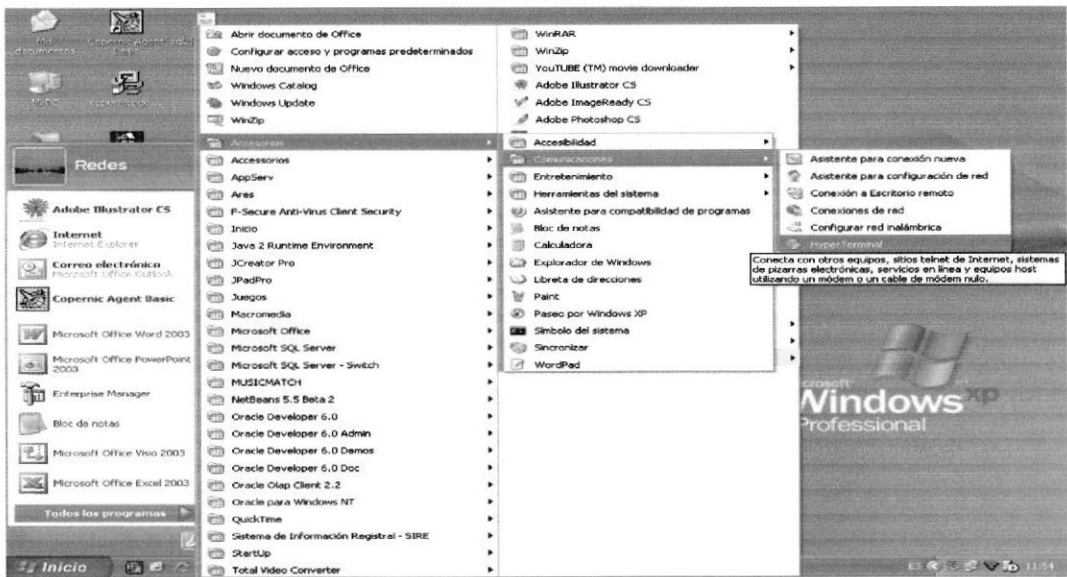 Redes
Adobe Illustrator CS
Internet
Internet Explorer
Correo electrónico
Microsoft Office Outlook
Copernic Agent Basic
Microsoft Office Word 2003
Microsoft Office PowerPoint
2003
Enterprise Manager
Bloc de notas
Microsoft Office Visio 2003
Microsoft Office Excel 2003
Todos los programas
Inicio
Abrir documento de Office
Configurar acceso y programas predeterminados
Nuevo documento de Office
Windows Catalog
Windows Update
WinZip
Accesorios
Accessorios
AppServ
Ares
F-Secure Anti-Virus Client Security
Inicio
Java 2 Runtime Environment
JCreator Pro
JPadPro
Juegos
Macromedia
Microsoft Office
Microsoft SQL Server
Microsoft SQL Server - Switch
MUSICMATCH
NetBeans 5.5 Beta 2
Oracle Developer 6.0
Oracle Developer 6.0 Admin
Oracle Developer 6.0 Demos
Oracle Developer 6.0 Doc
Oracle Olap Client 2.2
Oracle para Windows NT
QuickTime
Sistema de Información Registral - SIRE
StartUp
Total Video Converter
WinRAR
WinZip
YouTUBE (TM) movie downloader
Adobe Illustrator CS
Adobe ImageReady CS
Adobe Photoshop CS
Accesibilidad
Comunicaciones
Entretenimiento
Herramientas del sistema
Asistente para compatibilidad de programas
Bloc de notas
Calculadora
Explorador de Windows
Libreta de direcciones
Paint
Paseo por Windows XP
Símbolo del sistema
Sincronizar
WordPad
Asistente para conexión nueva
Asistente para configuración de red
Conexión a Escritorio remoto
Conexiones de red
Configurar red inalámbrica
HyperTerminal
Conecta con otros equipos, sitios telnet de Internet, sistemas
de pizarras electrónicas, servicios en línea y equipos host
utilizando un módem o un cable de módem nulo.
Windows xp
Professional
ES
11:54